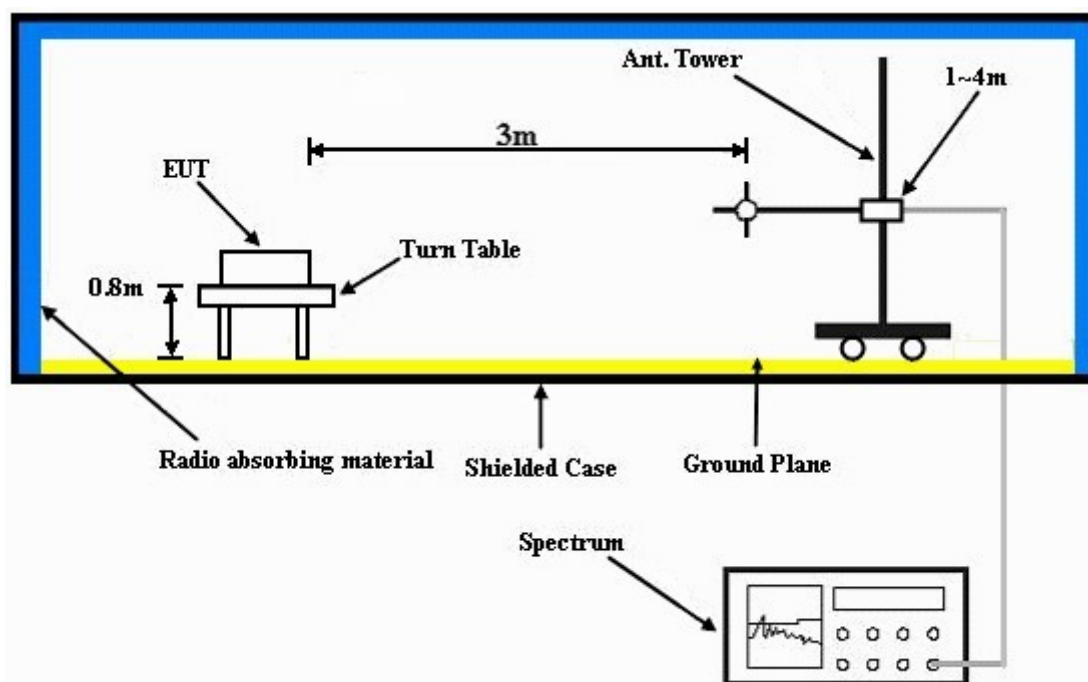 Ant. Tower
1~4m
3m
EUT
Turn Table
0.8m
Radio absorbing material
Shielded Case
Ground Plane
Spectrum